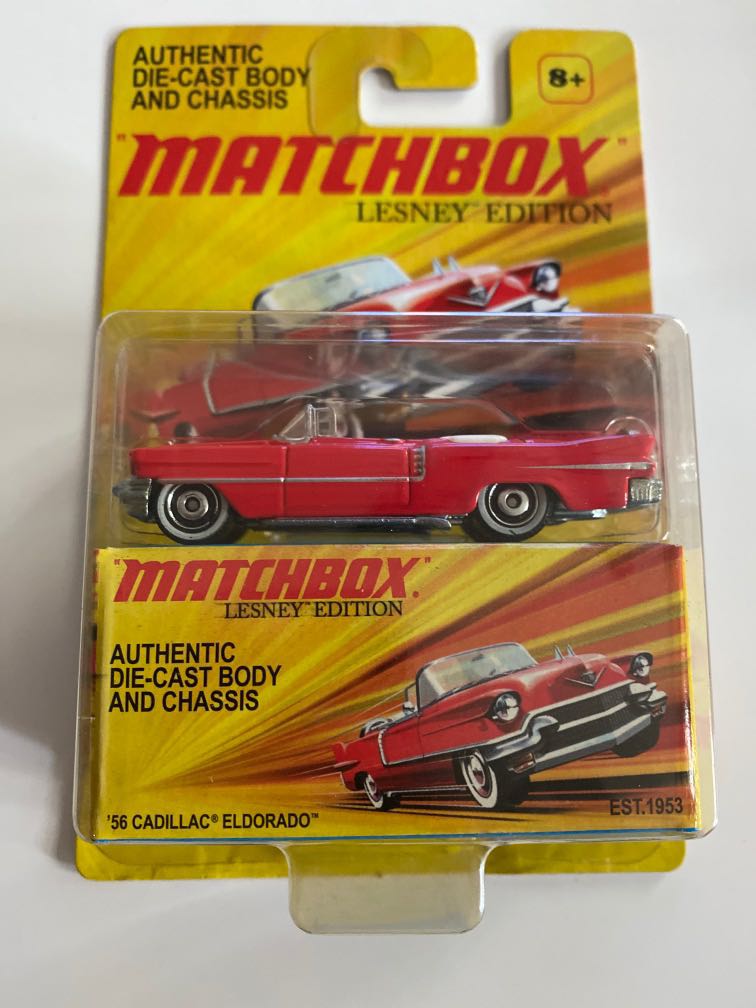 AUTHENTIC
DIE-CAST BODY
AND CHASSIS
8+
"MATCHBOX"
LESNEY™ EDITION
"MATCHBOX."
LESNEY™ EDITION
AUTHENTIC
DIE-CAST BODY
AND CHASSIS
'56 CADILLAC® ELDORADO™
EST.1953